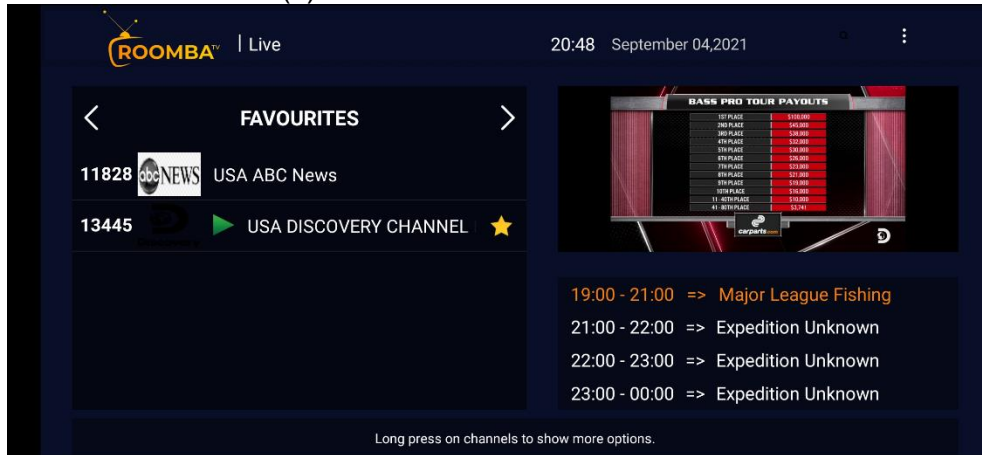 ROOMBA TV | Live
20:48 September 04,2021
FAVOURITES
11828 abc NEWS USA ABC News
13445 USA DISCOVERY CHANNEL
BASS PRO TOUR PAYOUTS
1ST PLACE $100,000
2ND PLACE $45,000
3RD PLACE $38,000
4TH PLACE $32,000
5TH PLACE $30,000
6TH PLACE $26,000
7TH PLACE $23,000
8TH PLACE $21,000
9TH PLACE $19,000
10TH PLACE $16,000
11 - 40TH PLACE $10,000
41 - 80TH PLACE $3,741
carparts.com
19:00 - 21:00 => Major League Fishing
21:00 - 22:00 => Expedition Unknown
22:00 - 23:00 => Expedition Unknown
23:00 - 00:00 => Expedition Unknown
Long press on channels to show more options.